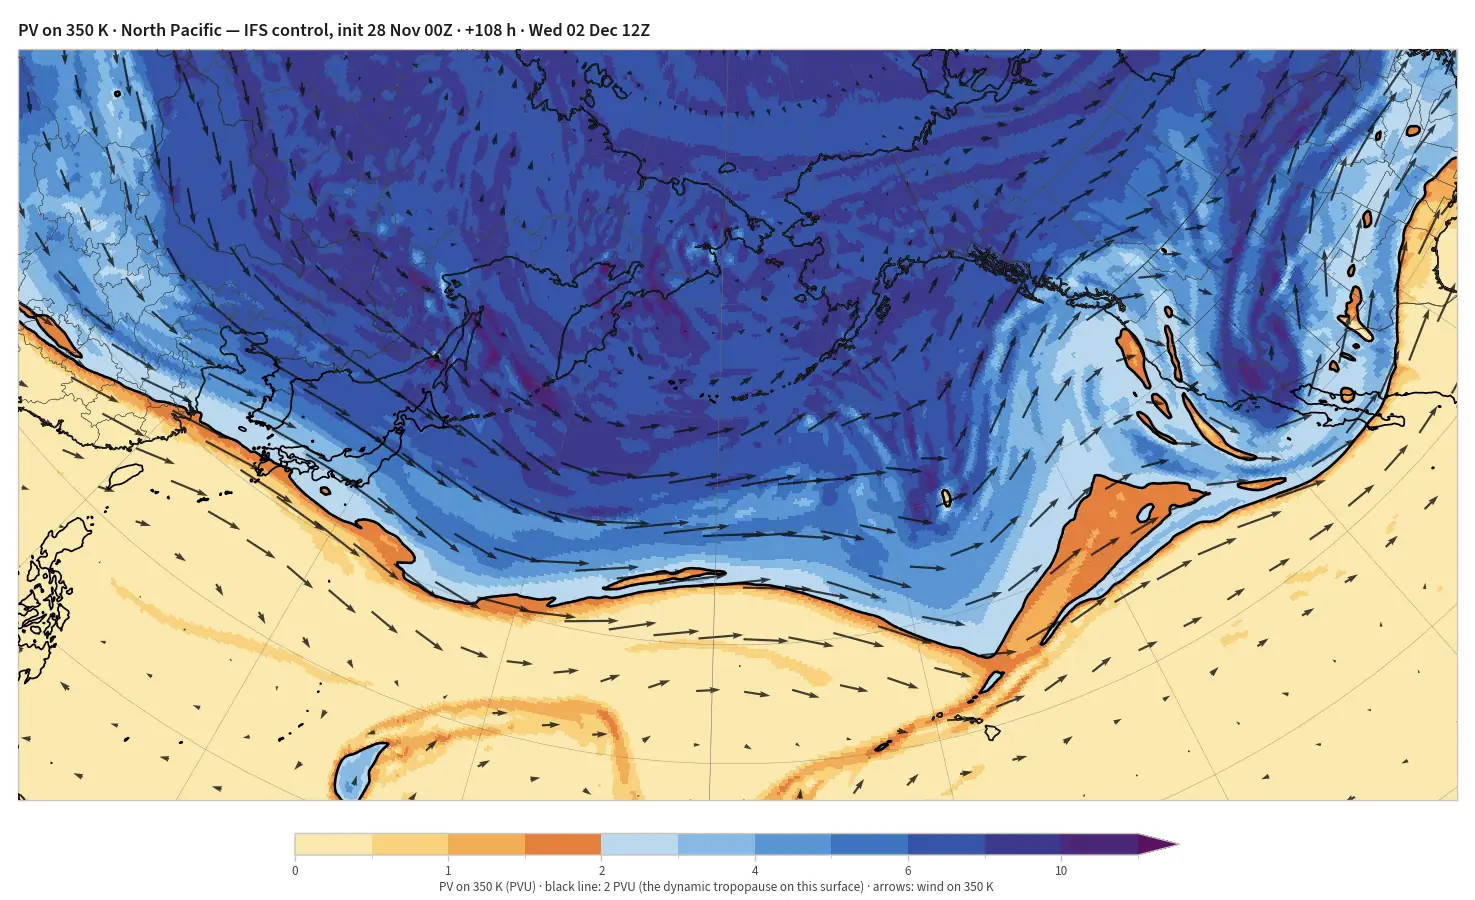 PV on 350 K · North Pacific — IFS control, init 28 Nov 00Z · +108 h · Wed 02 Dec 12Z
0 1 2 4 6 10
PV on 350 K (PVU) · black line: 2 PVU (the dynamic tropopause on this surface) · arrows: wind on 350 K